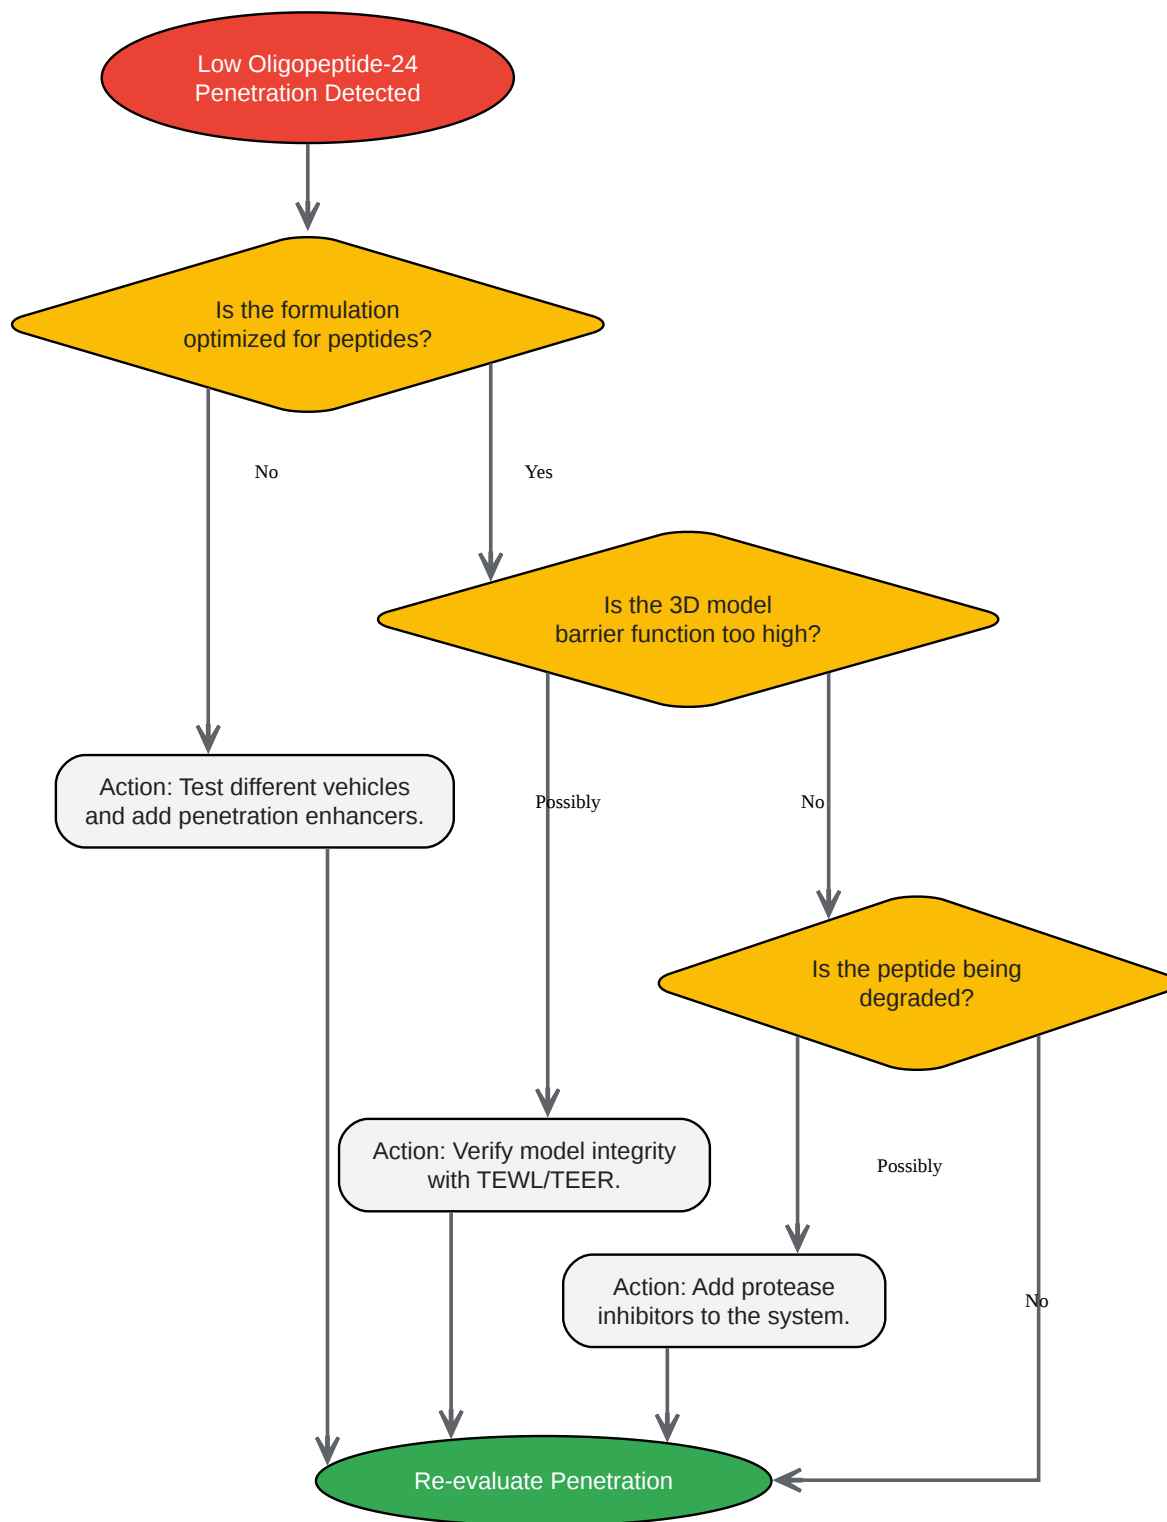 Low Oligopeptide-24
Penetration Detected
Is the formulation
optimized for peptides?
No
Yes
Is the 3D model
barrier function too high?
Action: Test different vehicles
and add penetration enhancers.
Possibly
No
Is the peptide being
degraded?
Action: Verify model integrity
with TEWL/TEER.
Possibly
Action: Add protease
inhibitors to the system.
No
Re-evaluate Penetration